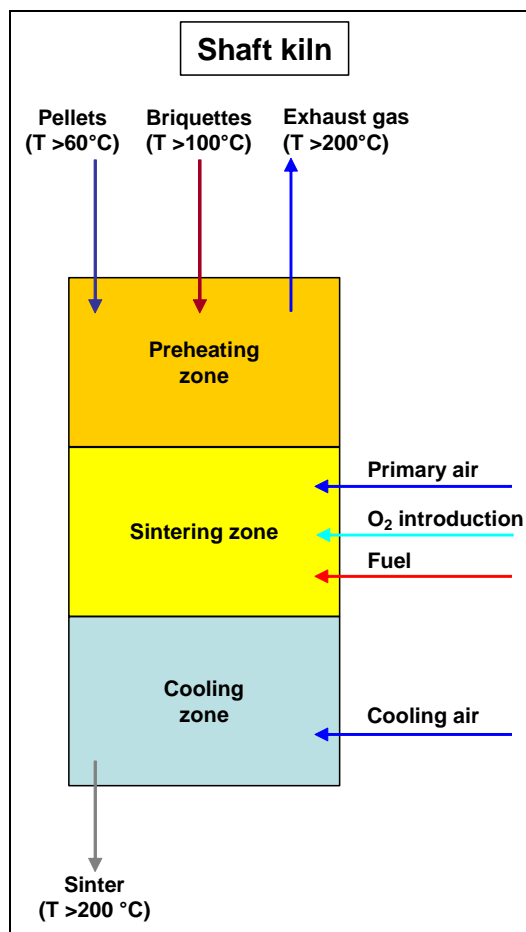 Shaft kiln
Pellets
(T >60°C)
Briquettes
(T >100°C)
Exhaust gas
(T >200°C)
Preheating
zone
Primary air
O₂ introduction
Sintering zone
Fuel
Cooling
zone
Cooling air
Sinter
(T >200 °C)